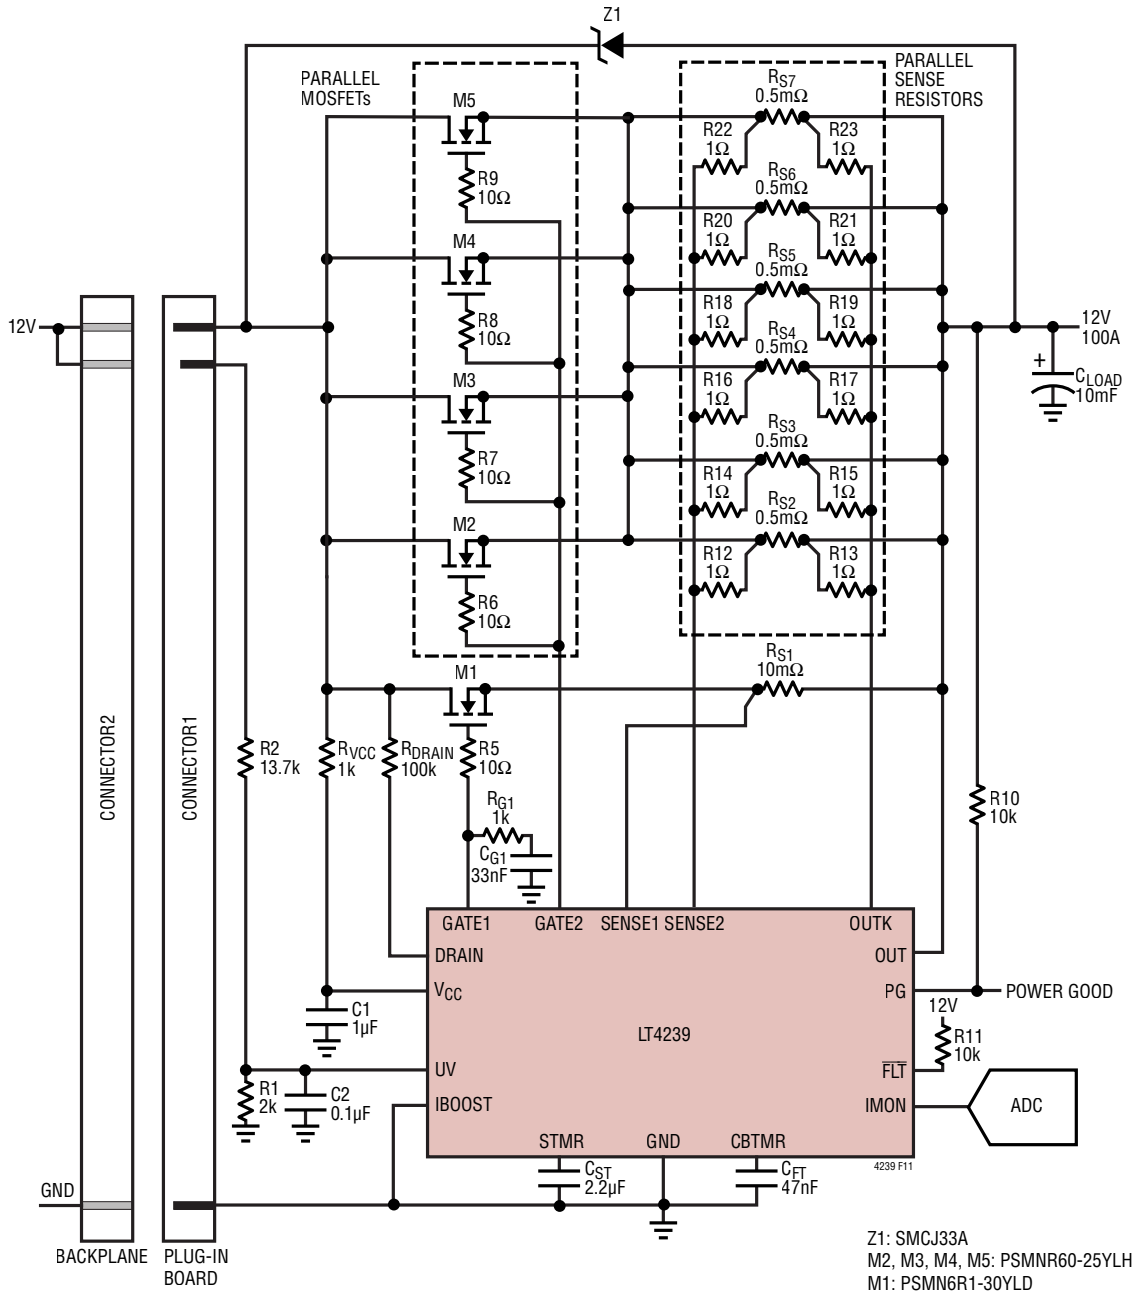 Z1
PARALLEL
MOSFETs
PARALLEL
SENSE
RESISTORS
M5
R9
10Ω
M4
R8
10Ω
M3
R7
10Ω
M2
R6
10Ω
RS7
0.5mΩ
R22
1Ω
R23
1Ω
RS6
0.5mΩ
R20
1Ω
R21
1Ω
RS5
0.5mΩ
R18
1Ω
R19
1Ω
RS4
0.5mΩ
R16
1Ω
R17
1Ω
RS3
0.5mΩ
R14
1Ω
R15
1Ω
RS2
0.5mΩ
R12
1Ω
R13
1Ω
12V
12V
100A
+
CLOAD
10mF
M1
RS1
10mΩ
CONNECTOR2
CONNECTOR1
R2
13.7k
RVCC
1k
RDRAIN
100k
R5
10Ω
RG1
1k
CG1
33nF
R10
10k
GATE1
GATE2
SENSE1
SENSE2
OUTK
DRAIN
OUT
VCC
PG
POWER GOOD
C1
1µF
12V
R11
10k
LT4239
UV
FLT
R1
2k
C2
0.1µF
IBOOST
IMON
ADC
STMR
GND
CBTMR
4239 F11
CST
2.2µF
CFT
47nF
GND
BACKPLANE
PLUG-IN
BOARD
Z1: SMCJ33A
M2, M3, M4, M5: PSMNR60-25YLH
M1: PSMN6R1-30YLD